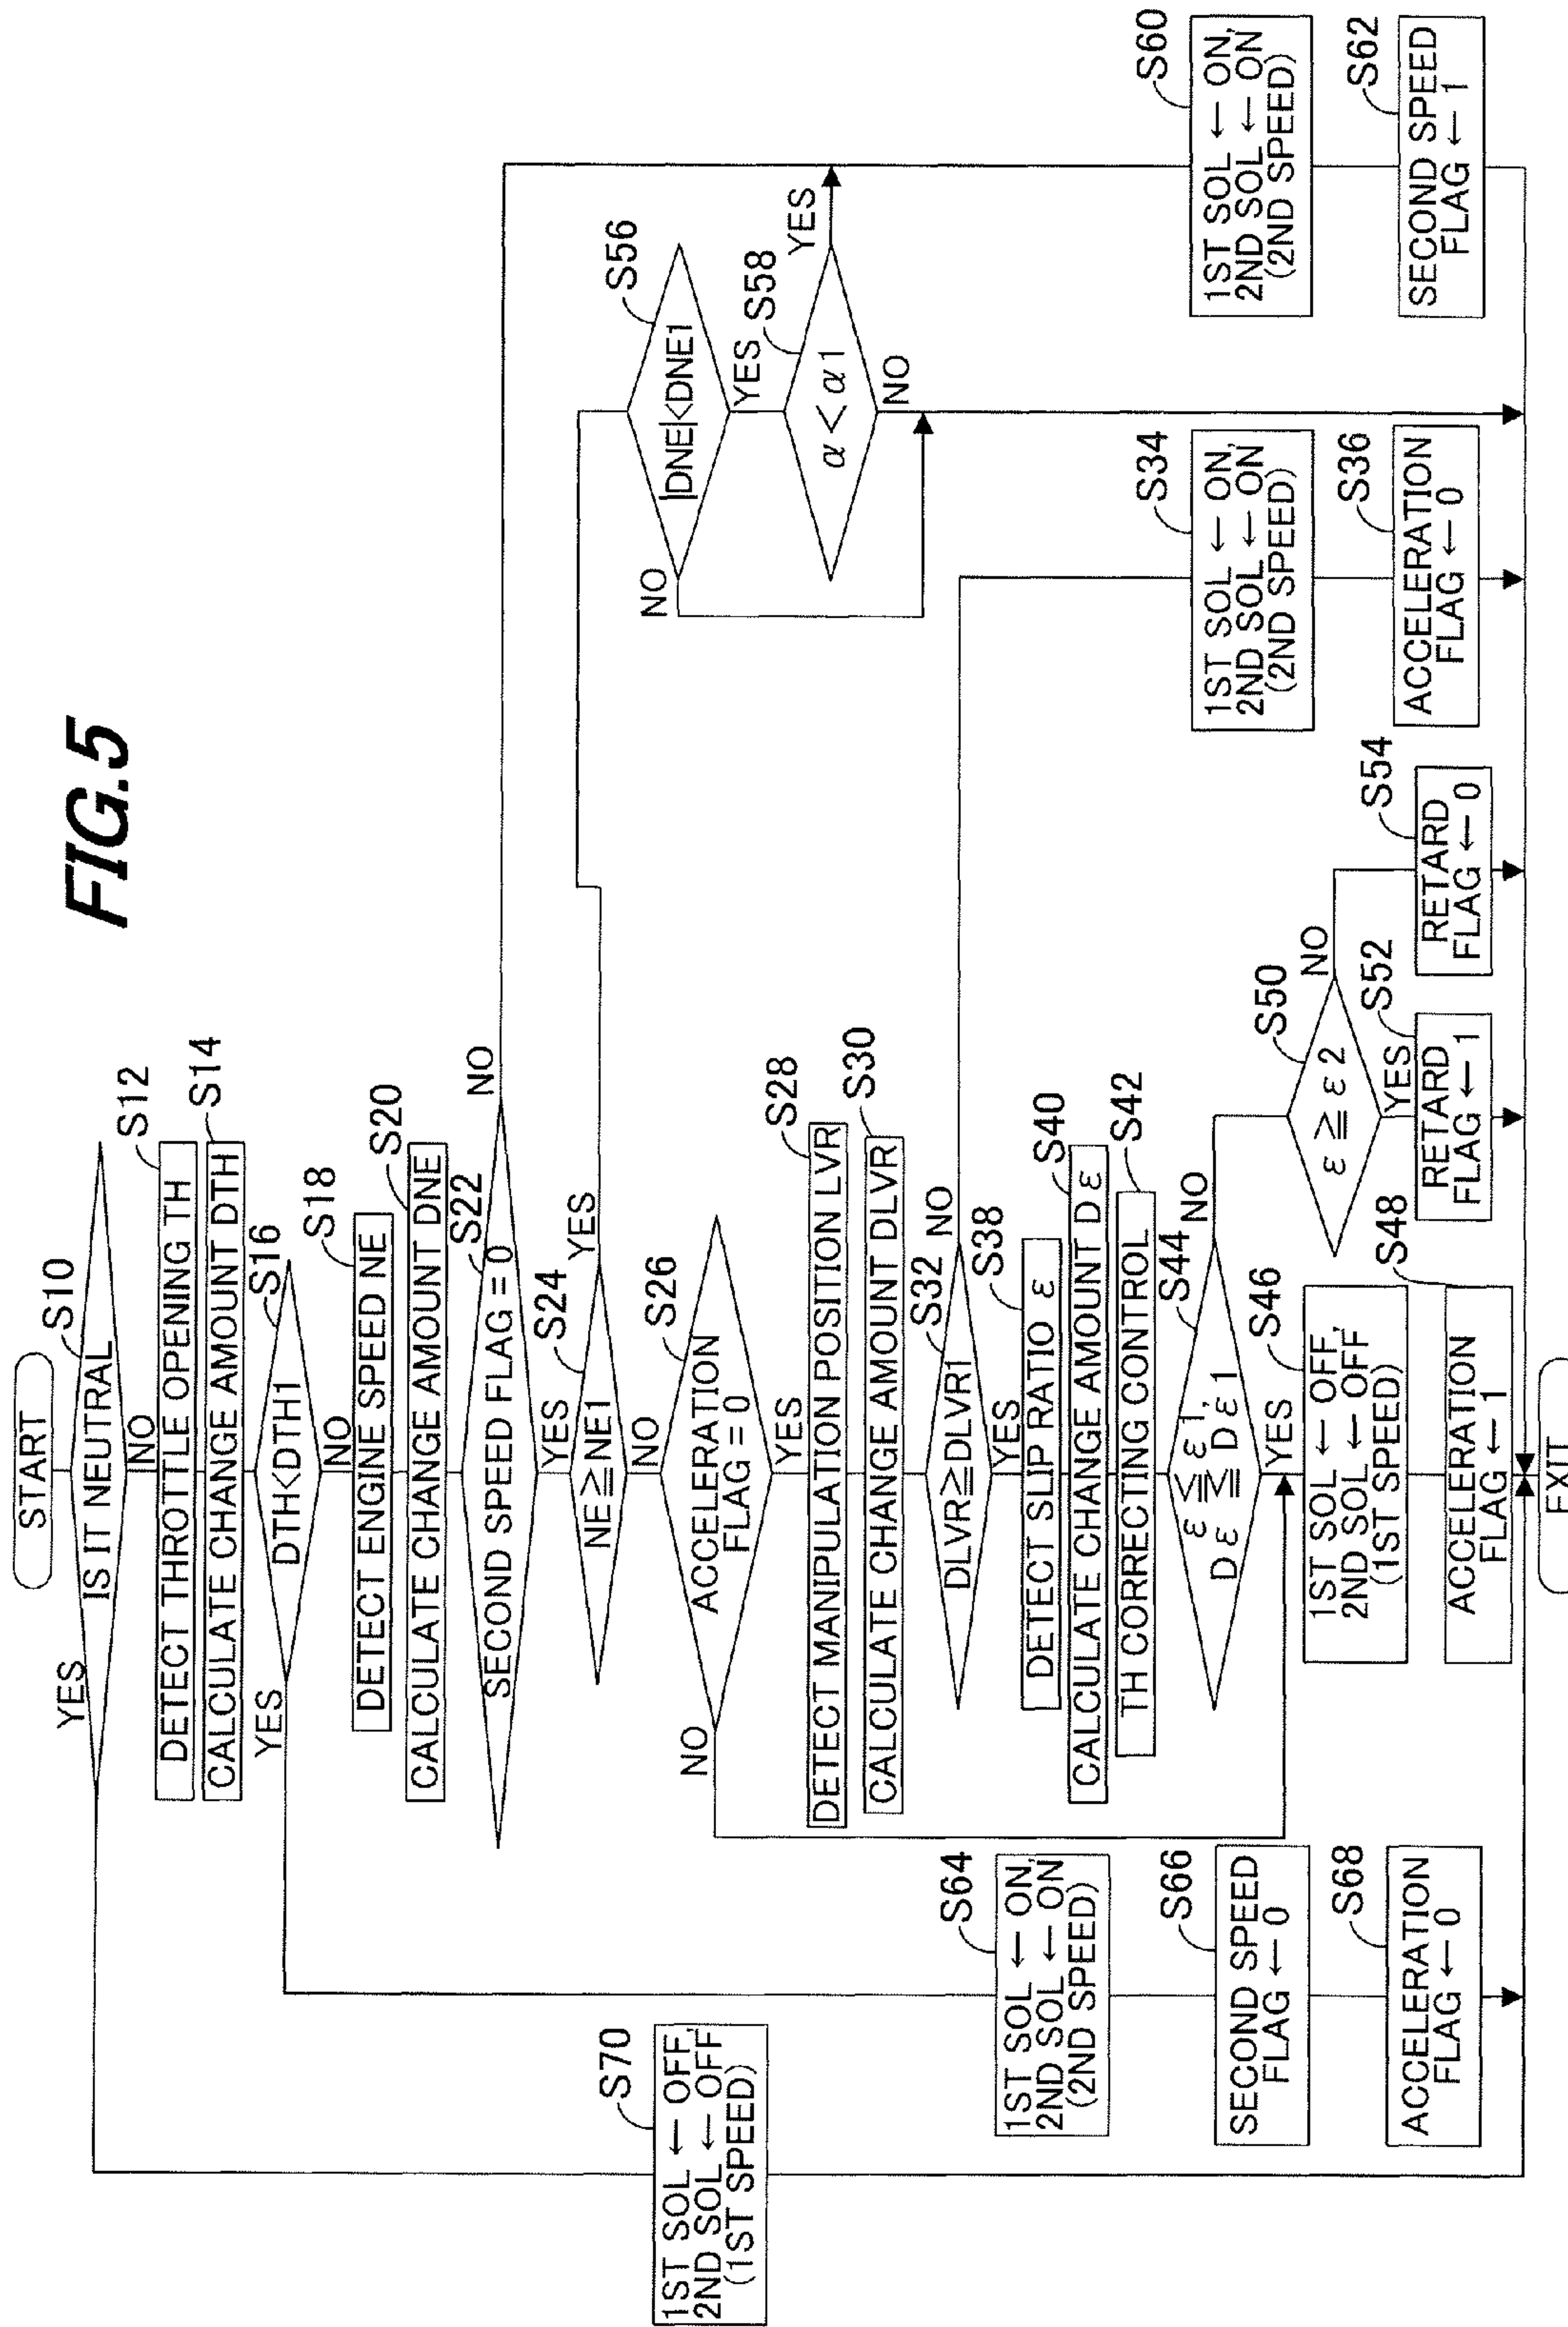 FIG.5
START
IS IT NEUTRAL
S10
YES
NO
DETECT THROTTLE OPENING TH
S12
CALCULATE CHANGE AMOUNT DTH
S14
DTH<DTH1
S16
YES
NO
DETECT ENGINE SPEED NE
S18
CALCULATE CHANGE AMOUNT DNE
S20
SECOND SPEED FLAG = 0
S22
NO
YES
NE≧NE1
S24
YES
NO
ACCELERATION
FLAG = 0
S26
NO
YES
DETECT MANIPULATION POSITION LVR
S28
CALCULATE CHANGE AMOUNT DLVR
S30
DLVR≧DLVR1
S32
NO
YES
DETECT SLIP RATIO ε
S38
CALCULATE CHANGE AMOUNT Dε
S40
TH CORRECTING CONTROL
S42
ε ≦ ε1,
Dε ≦ Dε1
S44
NO
YES
1ST SOL ← OFF,
2ND SOL ← OFF
(1ST SPEED)
S46
ACCELERATION
FLAG ← 1
S48
ε ≧ ε2
S50
NO
YES
RETARD
FLAG ← 1
S52
RETARD
FLAG ← 0
S54
1ST SOL ← ON,
2ND SOL ← ON
(2ND SPEED)
S34
ACCELERATION
FLAG ← 0
S36
|DNE|<DNE1
S56
NO
YES
α < α1
S58
YES
NO
1ST SOL ← ON,
2ND SOL ← ON
(2ND SPEED)
S60
SECOND SPEED
FLAG ← 1
S62
1ST SOL ← ON,
2ND SOL ← ON
(2ND SPEED)
S64
SECOND SPEED
FLAG ← 0
S66
ACCELERATION
FLAG ← 0
S68
1ST SOL ← OFF,
2ND SOL ← OFF
(1ST SPEED)
S70
EXIT